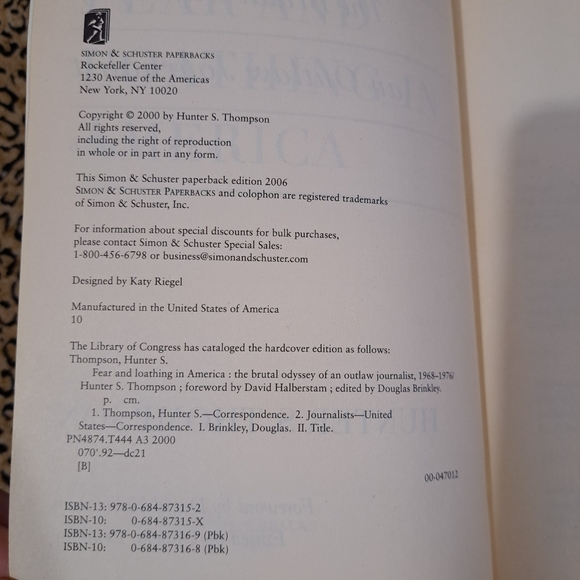 SIMON & SCHUSTER PAPERBACKS
Rockefeller Center
1230 Avenue of the Americas
New York, NY 10020
Copyright © 2000 by Hunter S. Thompson
All rights reserved,
including the right of reproduction
in whole or in part in any form.
This Simon & Schuster paperback edition 2006
SIMON & SCHUSTER PAPERBACKS and colophon are registered trademarks
of Simon & Schuster, Inc.
For information about special discounts for bulk purchases,
please contact Simon & Schuster Special Sales:
1-800-456-6798 or business@simonandschuster.com
Designed by Katy Riegel
Manufactured in the United States of America
10
The Library of Congress has cataloged the hardcover edition as follows:
Thompson, Hunter S.
Fear and loathing in America : the brutal odyssey of an outlaw journalist, 1968-1976/
Hunter S. Thompson ; foreword by David Halberstam ; edited by Douglas Brinkley.
p. cm.
1. Thompson, Hunter S.—Correspondence. 2. Journalists—United
States—Correspondence. I. Brinkley, Douglas. II. Title.
PN4874.T444 A3 2000
070'.92—dc21
[B]
00-047012
ISBN-13: 978-0-684-87315-2
ISBN-10: 0-684-87315-X
ISBN-13: 978-0-684-87316-9 (Pbk)
ISBN-10: 0-684-87316-8 (Pbk)